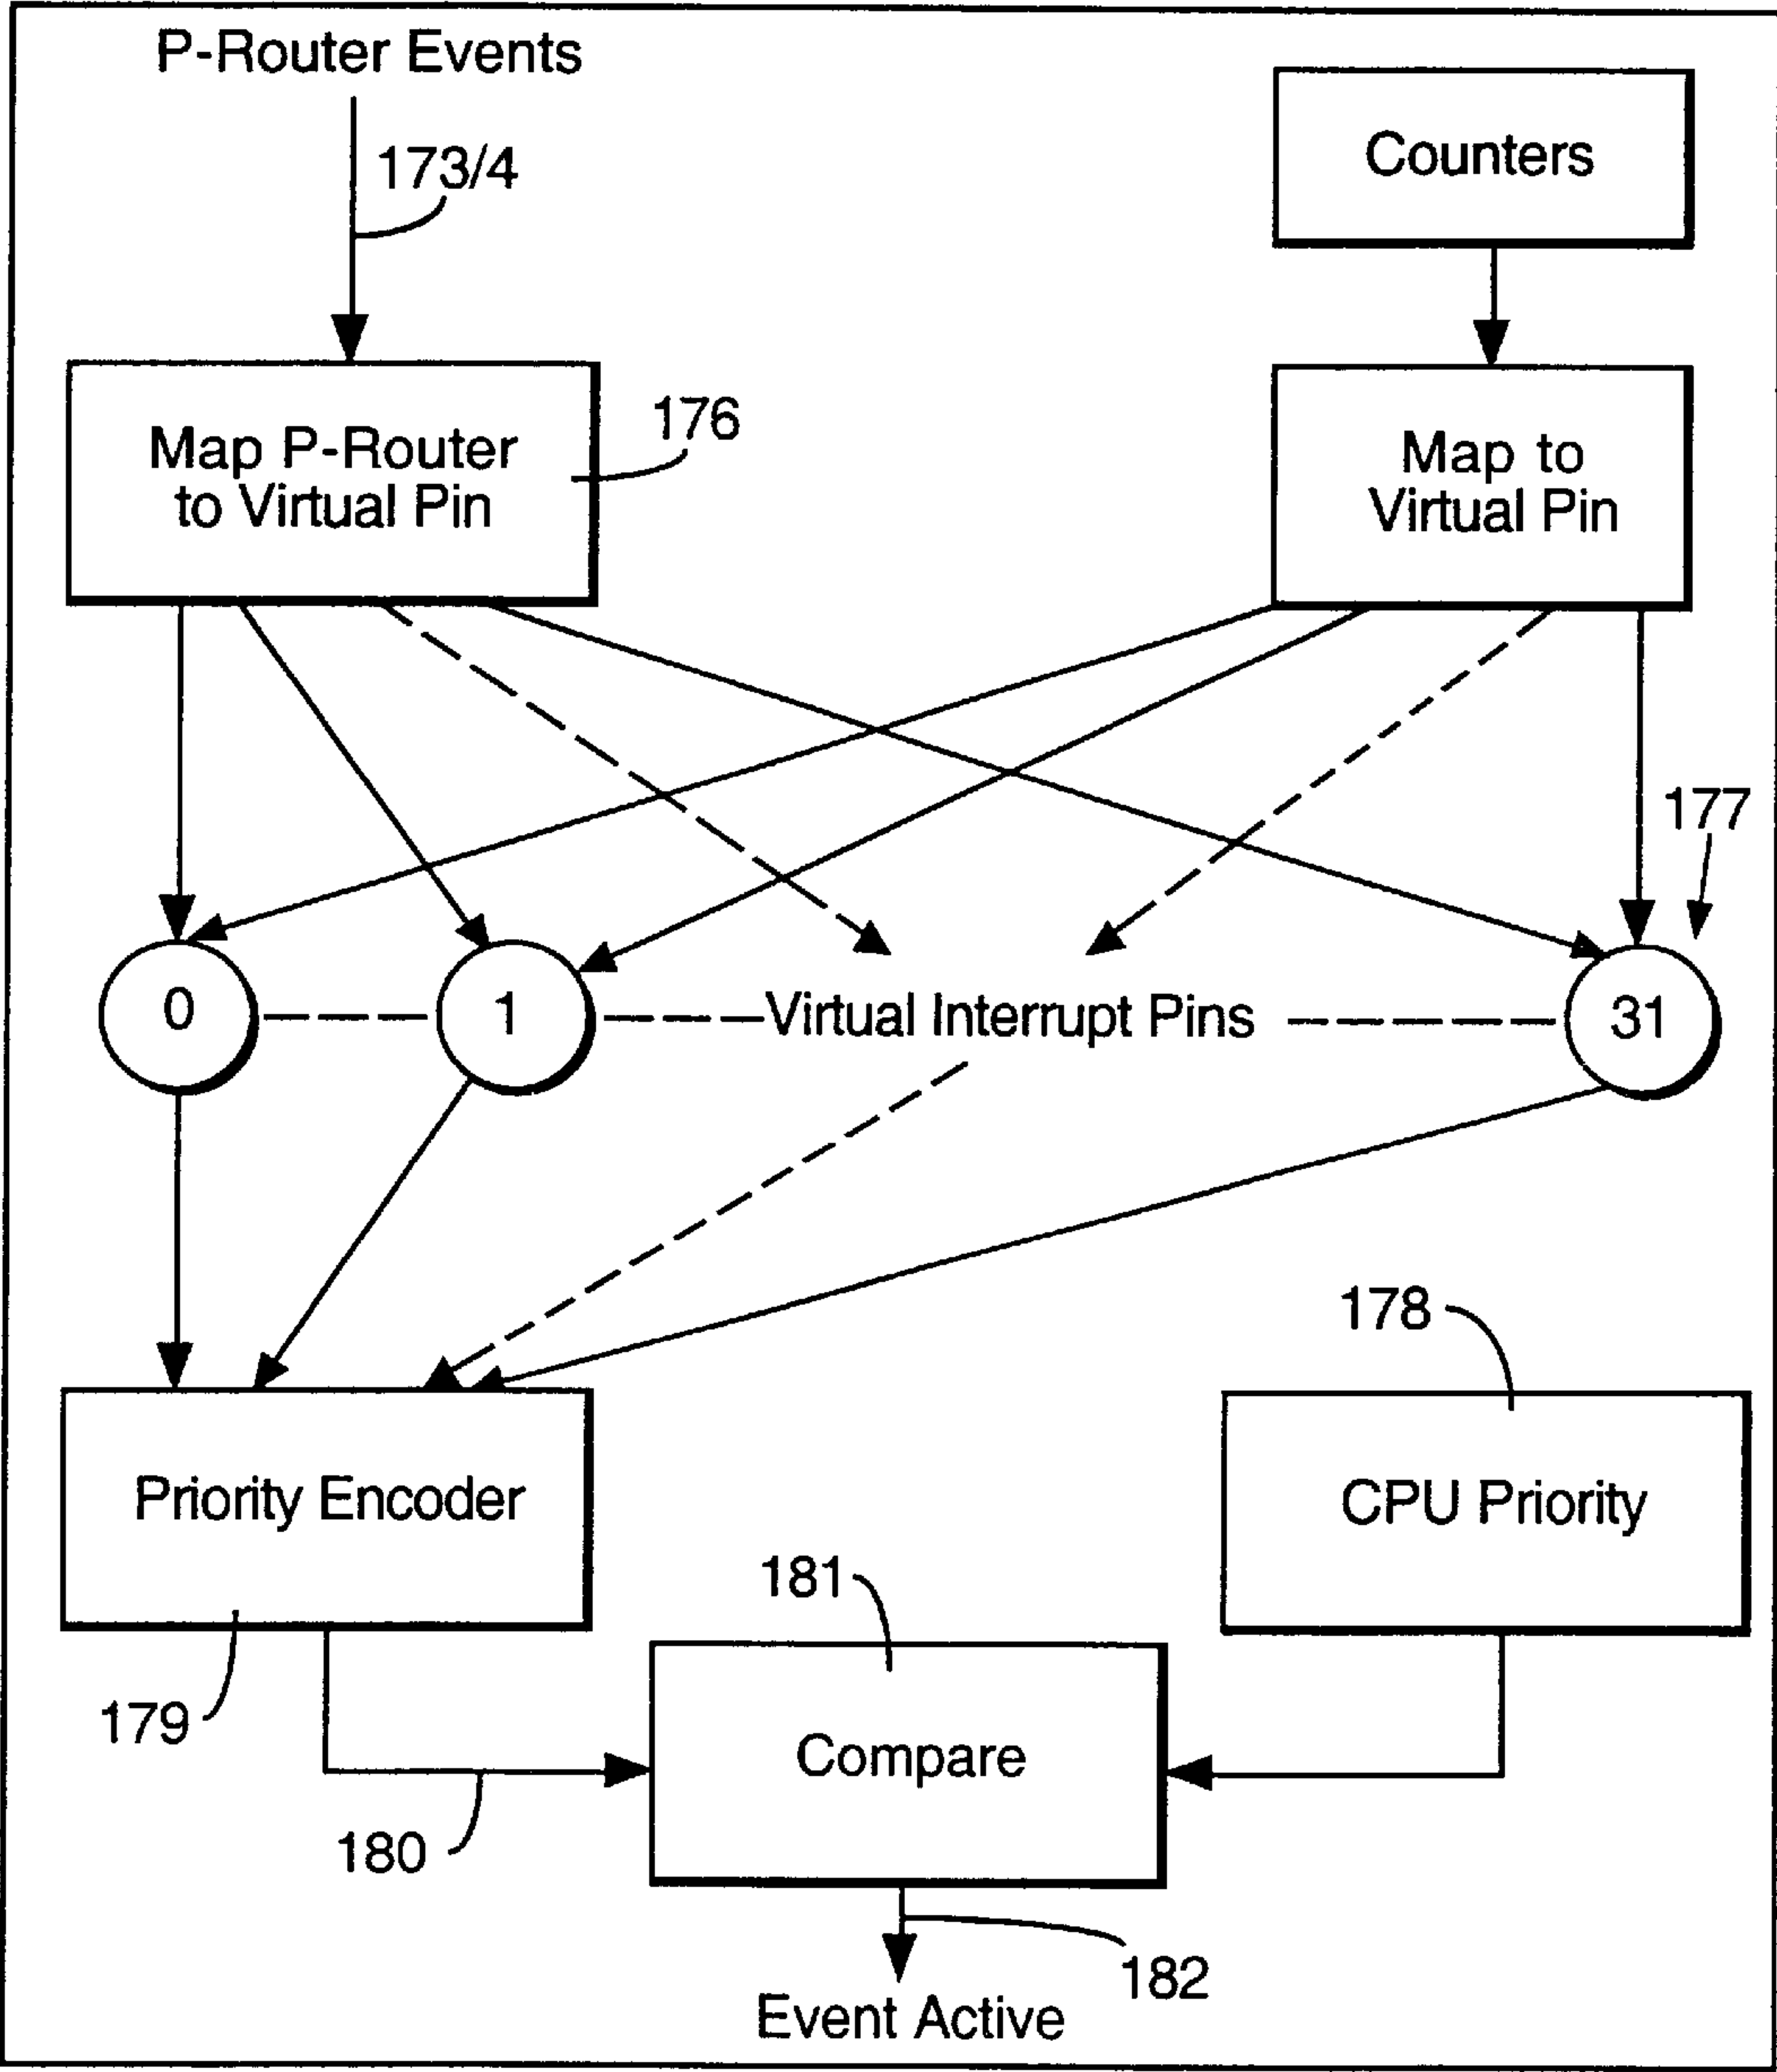 P-Router Events
173/4
Counters
Map P-Router
to Virtual Pin
176
Map to
Virtual Pin
177
0
1
Virtual Interrupt Pins
31
178
Priority Encoder
CPU Priority
181
179
Compare
180
182
Event Active